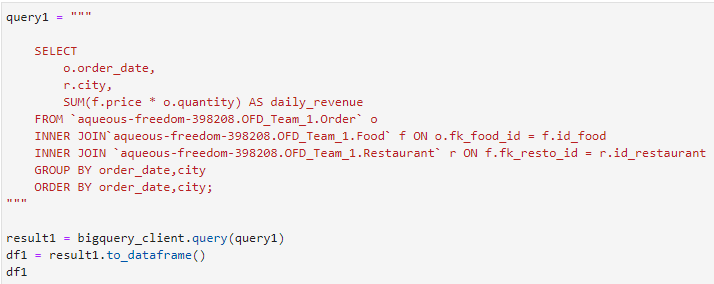 query1 = """
SELECT
o.order_date,
r.city,
SUM(f.price * o.quantity) AS daily_revenue
FROM `aqueous-freedom-398208.OFD_Team_1.Order` o
INNER JOIN`aqueous-freedom-398208.OFD_Team_1.Food` f ON o.fk_food_id = f.id_food
INNER JOIN `aqueous-freedom-398208.OFD_Team_1.Restaurant` r ON f.fk_resto_id = r.id_restaurant
GROUP BY order_date,city
ORDER BY order_date,city;
"""
result1 = bigquery_client.query(query1)
df1 = result1.to_dataframe()
df1